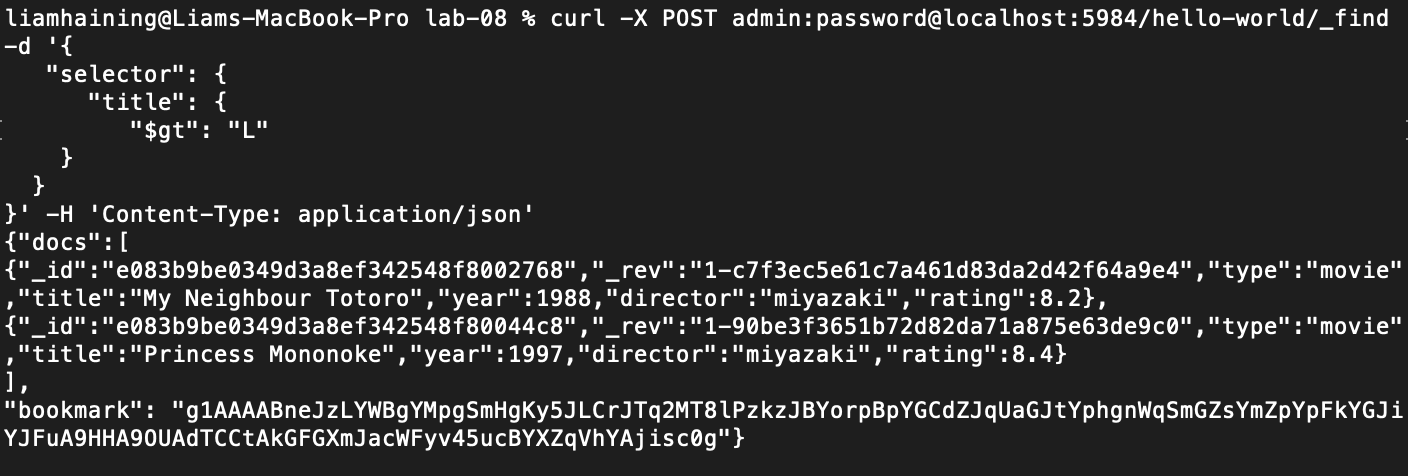 liamhaining@Liams-MacBook-Pro lab-08 % curl -X POST admin:password@localhost:5984/hello-world/_find
-d '{
   "selector": {
      "title": {
         "$gt": "L"
    }
  }
}' -H 'Content-Type: application/json'
{"docs":[
{"_id":"e083b9be0349d3a8ef342548f8002768","_rev":"1-c7f3ec5e61c7a461d83da2d42f64a9e4","type":"movie"
,"title":"My Neighbour Totoro","year":1988,"director":"miyazaki","rating":8.2},
{"_id":"e083b9be0349d3a8ef342548f80044c8","_rev":"1-90be3f3651b72d82da71a875e63de9c0","type":"movie"
,"title":"Princess Mononoke","year":1997,"director":"miyazaki","rating":8.4}
],
"bookmark": "g1AAAABneJzLYWBgYMpgSmHgKy5JLCrJTq2MT8lPzkzJBYorpBpYGCdZJqUaGJtYphgnWqSmGZsYmZpYpFkYGJi
YJFuA9HHA9OUAdTCCtAkGFGXmJacWFyv45ucBYXZqVhYAjisc0g"}